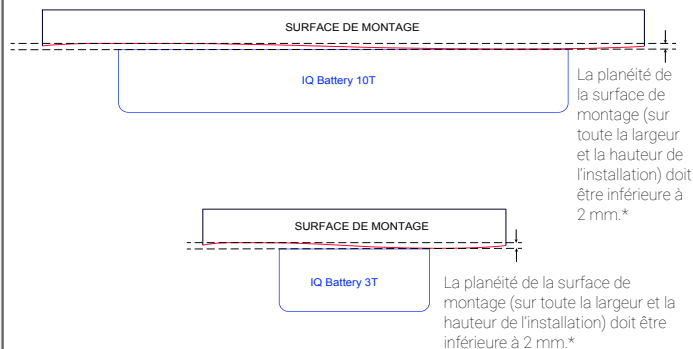 SURFACE DE MONTAGE
IQ Battery 10T
La planéité de
la surface de
montage (sur
toute la largeur
et la hauteur de
l'installation) doit
être inférieure à
2 mm.*
SURFACE DE MONTAGE
IQ Battery 3T
La planéité de la surface de
montage (sur toute la largeur et la
hauteur de l'installation) doit être
inférieure à 2 mm.*